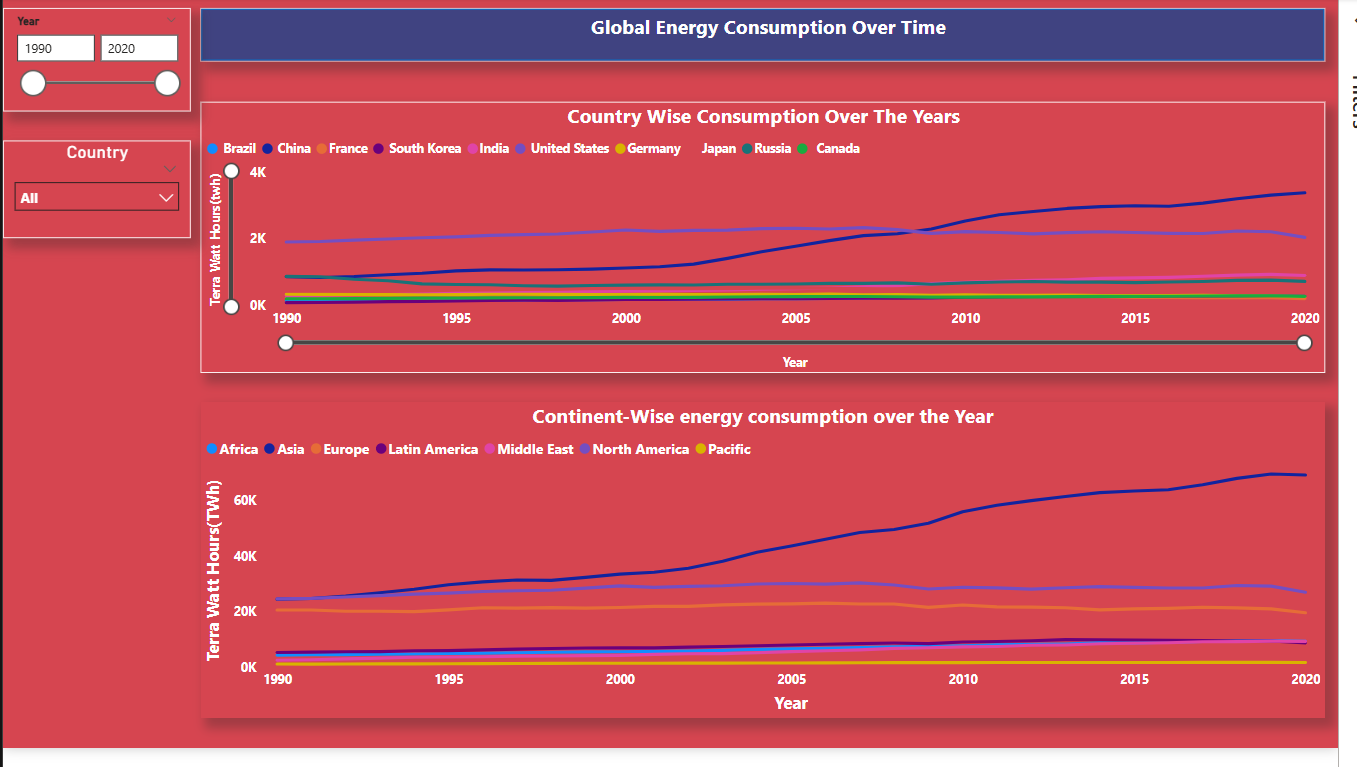 Year
1990 2020
Country
All
Global Energy Consumption Over Time
Country Wise Consumption Over The Years
Brazil China France South Korea India United States Germany Japan Russia Canada
Terra Watt Hours(twh)
4K
2K
0K
1990 1995 2000 2005 2010 2015 2020
Year
Continent-Wise energy consumption over the Year
Africa Asia Europe Latin America Middle East North America Pacific
Terra Watt Hours(TWh)
60K
40K
20K
0K
1990 1995 2000 2005 2010 2015 2020
Year